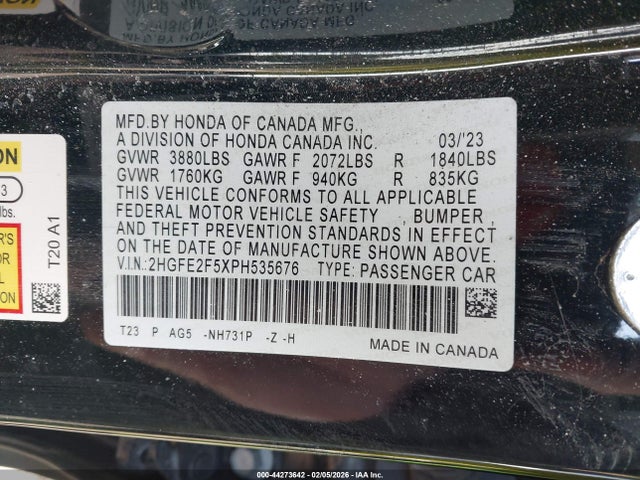 MFD.BY HONDA OF CANADA MFG.,
A DIVISION OF HONDA CANADA INC. 03/'23
GVWR 3880LBS GAWR F 2072LBS R 1840LBS
GVWR 1760KG GAWR F 940KG R 835KG
THIS VEHICLE CONFORMS TO ALL APPLICABLE
FEDERAL MOTOR VEHICLE SAFETY , BUMPER ,
AND THEFT PREVENTION STANDARDS IN EFFECT
ON THE DATE OF MANUFACTURE SHOWN ABOVE.
V.I.N.:2HGFE2F5XPH535676 TYPE: PASSENGER CAR
T23 P AG5 -NH731P -Z -H
MADE IN CANADA
T20 A1
lbs.
000-44273642 - 02/05/2026 - IAA Inc.